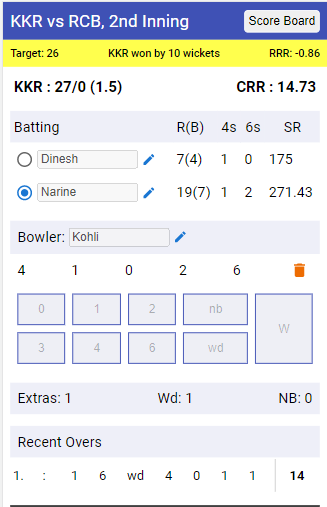 KKR vs RCB, 2nd Inning Score Board
Target: 26 KKR won by 10 wickets RRR: -0.86
KKR : 27/0 (1.5) CRR : 14.73
Batting R(B) 4s 6s SR
Dinesh 7(4) 1 0 175
Narine 19(7) 1 2 271.43
Bowler: Kohli
4 1 0 2 6
0 1 2 nb W
3 4 6 wd
Extras: 1 Wd: 1 NB: 0
Recent Overs
1. : 1 6 wd 4 0 1 1 14